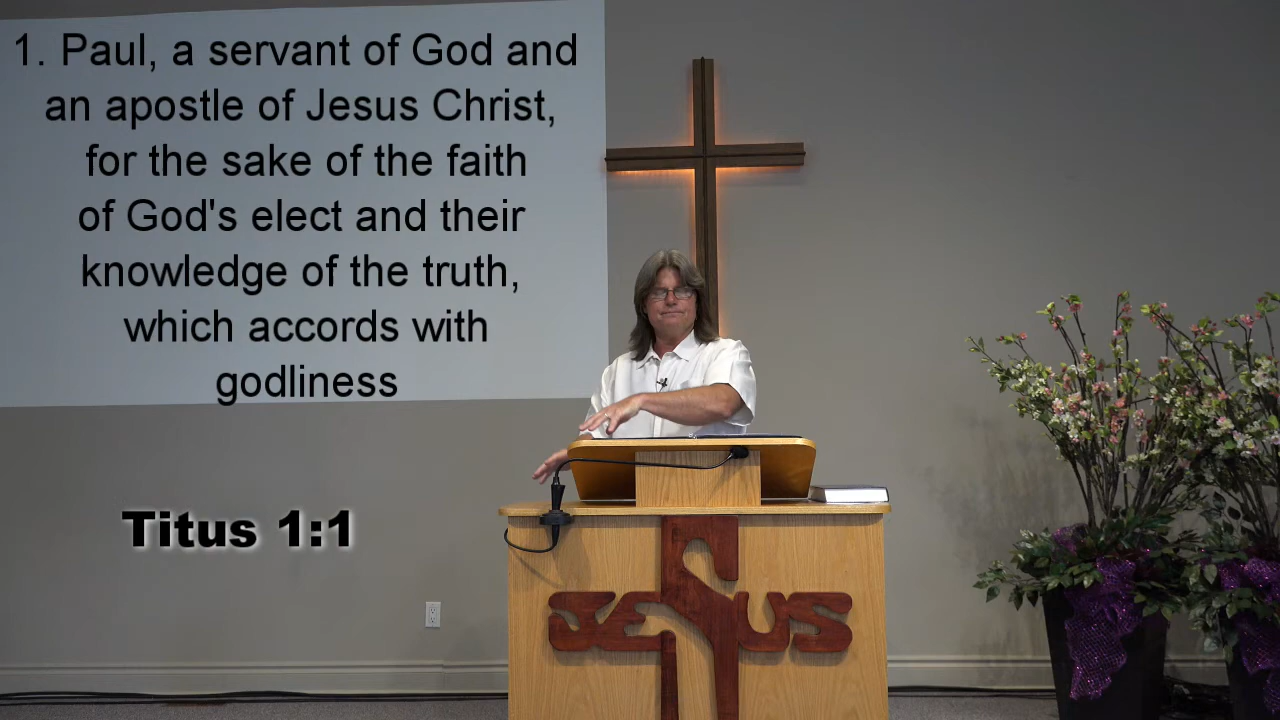 1. Paul, a servant of God and
an apostle of Jesus Christ,
for the sake of the faith
of God's elect and their
knowledge of the truth,
which accords with
godliness
Titus 1:1
JESUS